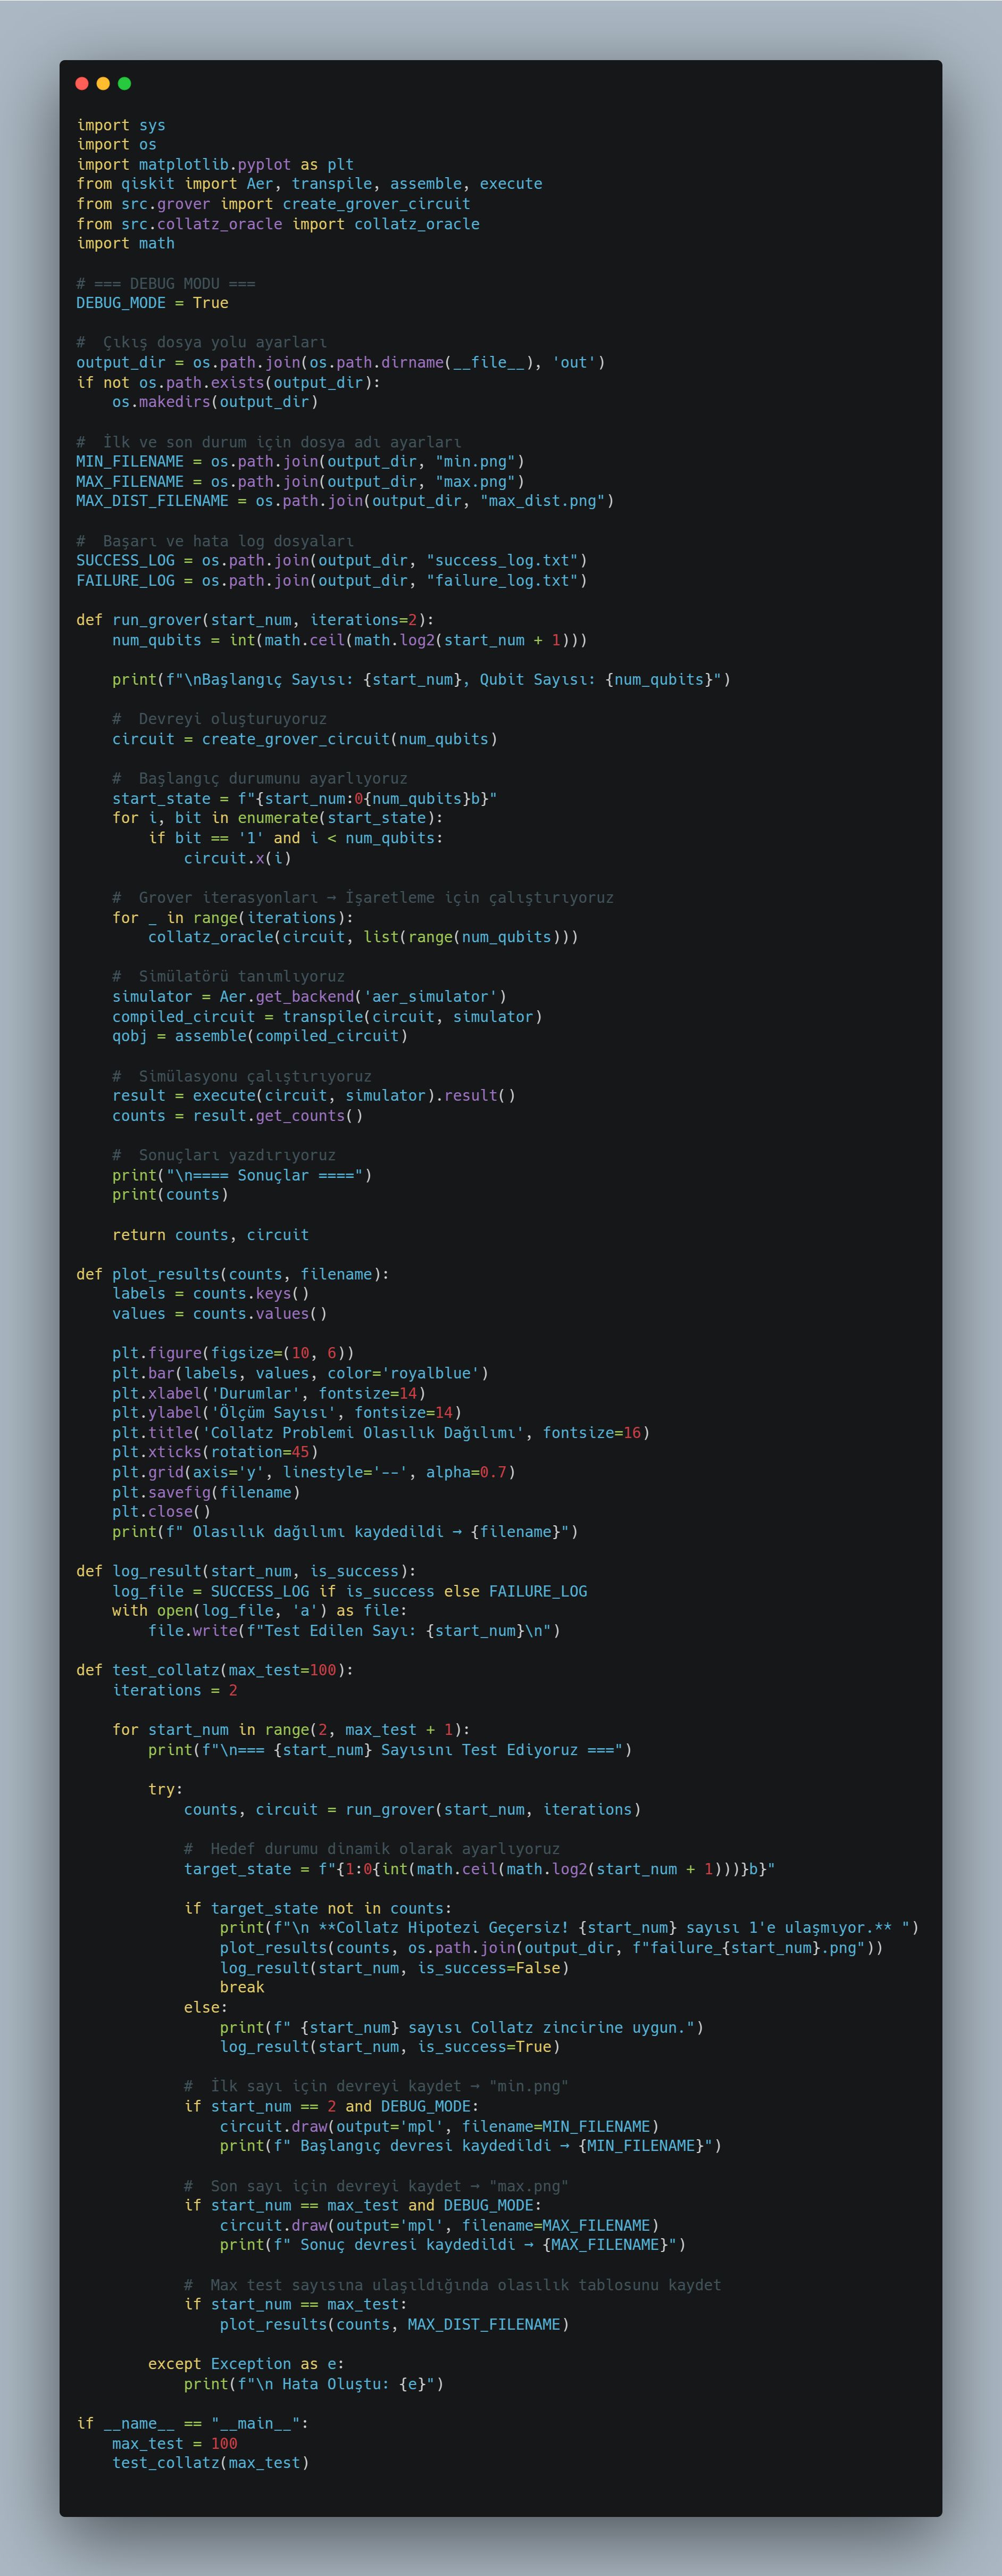 import sys
import os
import matplotlib.pyplot as plt
from qiskit import Aer, transpile, assemble, execute
from src.grover import create_grover_circuit
from src.collatz_oracle import collatz_oracle
import math

# === DEBUG MODU ===
DEBUG_MODE = True

#  Çıkış dosya yolu ayarları
output_dir = os.path.join(os.path.dirname(__file__), 'out')
if not os.path.exists(output_dir):
    os.makedirs(output_dir)

#  İlk ve son durum için dosya adı ayarları
MIN_FILENAME = os.path.join(output_dir, "min.png")
MAX_FILENAME = os.path.join(output_dir, "max.png")
MAX_DIST_FILENAME = os.path.join(output_dir, "max_dist.png")

#  Başarı ve hata log dosyaları
SUCCESS_LOG = os.path.join(output_dir, "success_log.txt")
FAILURE_LOG = os.path.join(output_dir, "failure_log.txt")

def run_grover(start_num, iterations=2):
    num_qubits = int(math.ceil(math.log2(start_num + 1)))

    print(f"\nBaşlangıç Sayısı: {start_num}, Qubit Sayısı: {num_qubits}")

    #  Devreyi oluşturuyoruz
    circuit = create_grover_circuit(num_qubits)

    #  Başlangıç durumunu ayarlıyoruz
    start_state = f"{start_num:0{num_qubits}b}"
    for i, bit in enumerate(start_state):
        if bit == '1' and i < num_qubits:
            circuit.x(i)

    #  Grover iterasyonları → İşaretleme için çalıştırıyoruz
    for _ in range(iterations):
        collatz_oracle(circuit, list(range(num_qubits)))

    #  Simülatörü tanımlıyoruz
    simulator = Aer.get_backend('aer_simulator')
    compiled_circuit = transpile(circuit, simulator)
    qobj = assemble(compiled_circuit)

    #  Simülasyonu çalıştırıyoruz
    result = execute(circuit, simulator).result()
    counts = result.get_counts()

    #  Sonuçları yazdırıyoruz
    print("\n==== Sonuçlar ====")
    print(counts)

    return counts, circuit

def plot_results(counts, filename):
    labels = counts.keys()
    values = counts.values()

    plt.figure(figsize=(10, 6))
    plt.bar(labels, values, color='royalblue')
    plt.xlabel('Durumlar', fontsize=14)
    plt.ylabel('Ölçüm Sayısı', fontsize=14)
    plt.title('Collatz Problemi Olasılık Dağılımı', fontsize=16)
    plt.xticks(rotation=45)
    plt.grid(axis='y', linestyle='--', alpha=0.7)
    plt.savefig(filename)
    plt.close()
    print(f" Olasılık dağılımı kaydedildi → {filename}")

def log_result(start_num, is_success):
    log_file = SUCCESS_LOG if is_success else FAILURE_LOG
    with open(log_file, 'a') as file:
        file.write(f"Test Edilen Sayı: {start_num}\n")

def test_collatz(max_test=100):
    iterations = 2

    for start_num in range(2, max_test + 1):
        print(f"\n=== {start_num} Sayısını Test Ediyoruz ===")

        try:
            counts, circuit = run_grover(start_num, iterations)

            #  Hedef durumu dinamik olarak ayarlıyoruz
            target_state = f"{1:0{int(math.ceil(math.log2(start_num + 1)))}b}"

            if target_state not in counts:
                print(f"\n **Collatz Hipotezi Geçersiz! {start_num} sayısı 1'e ulaşmıyor.** ")
                plot_results(counts, os.path.join(output_dir, f"failure_{start_num}.png"))
                log_result(start_num, is_success=False)
                break
            else:
                print(f" {start_num} sayısı Collatz zincirine uygun.")
                log_result(start_num, is_success=True)

            #  İlk sayı için devreyi kaydet → "min.png"
            if start_num == 2 and DEBUG_MODE:
                circuit.draw(output='mpl', filename=MIN_FILENAME)
                print(f" Başlangıç devresi kaydedildi → {MIN_FILENAME}")

            #  Son sayı için devreyi kaydet → "max.png"
            if start_num == max_test and DEBUG_MODE:
                circuit.draw(output='mpl', filename=MAX_FILENAME)
                print(f" Sonuç devresi kaydedildi → {MAX_FILENAME}")

            #  Max test sayısına ulaşıldığında olasılık tablosunu kaydet
            if start_num == max_test:
                plot_results(counts, MAX_DIST_FILENAME)

        except Exception as e:
            print(f"\n Hata Oluştu: {e}")

if __name__ == "__main__":
    max_test = 100
    test_collatz(max_test)